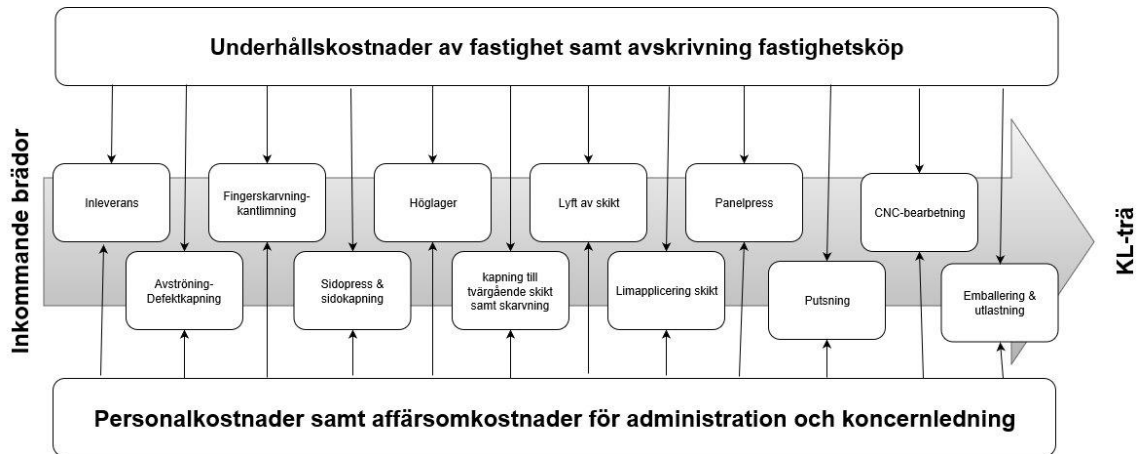 Underhållskostnader av fastighet samt avskrivning fastighetsköp
Inkommande brädor
Inleverans
Avströning-
Defektkapning
Fingerskarvning-
kantlimning
Sidopress &
sidokapning
Höglager
kapning till
tvärgående skikt
samt skarvning
Lyft av skikt
Limapplicering skikt
Panelpress
Putsning
CNC-bearbetning
Emballering &
utlastning
KL-trä
Personalkostnader samt affärsomkostnader för administration och koncernledning